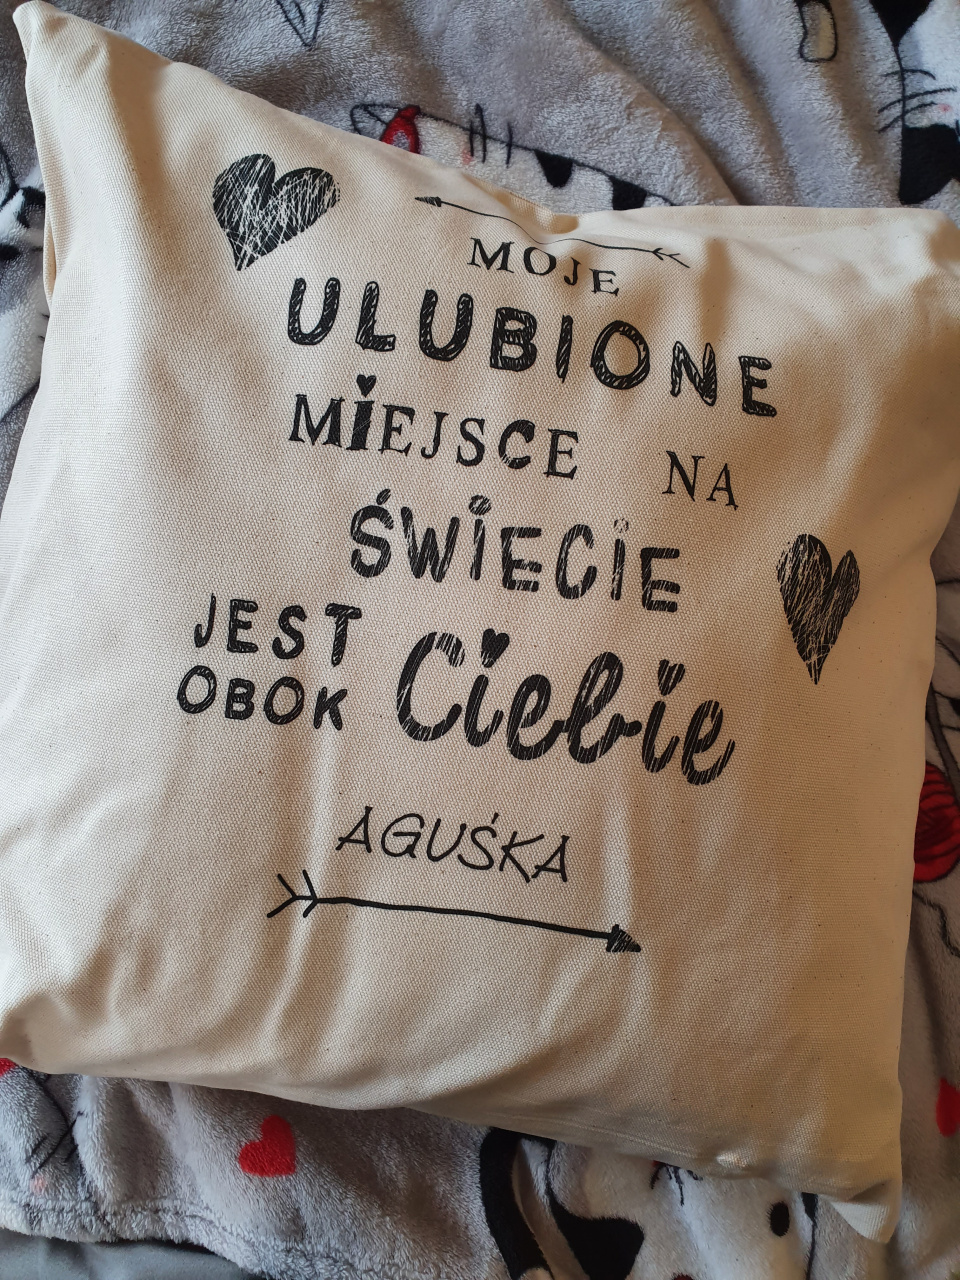 MOJE
ULUBIONE
MIEJSCE NA
ŚWIECIE
JEST
OBOK Ciebie
AGUŚKA